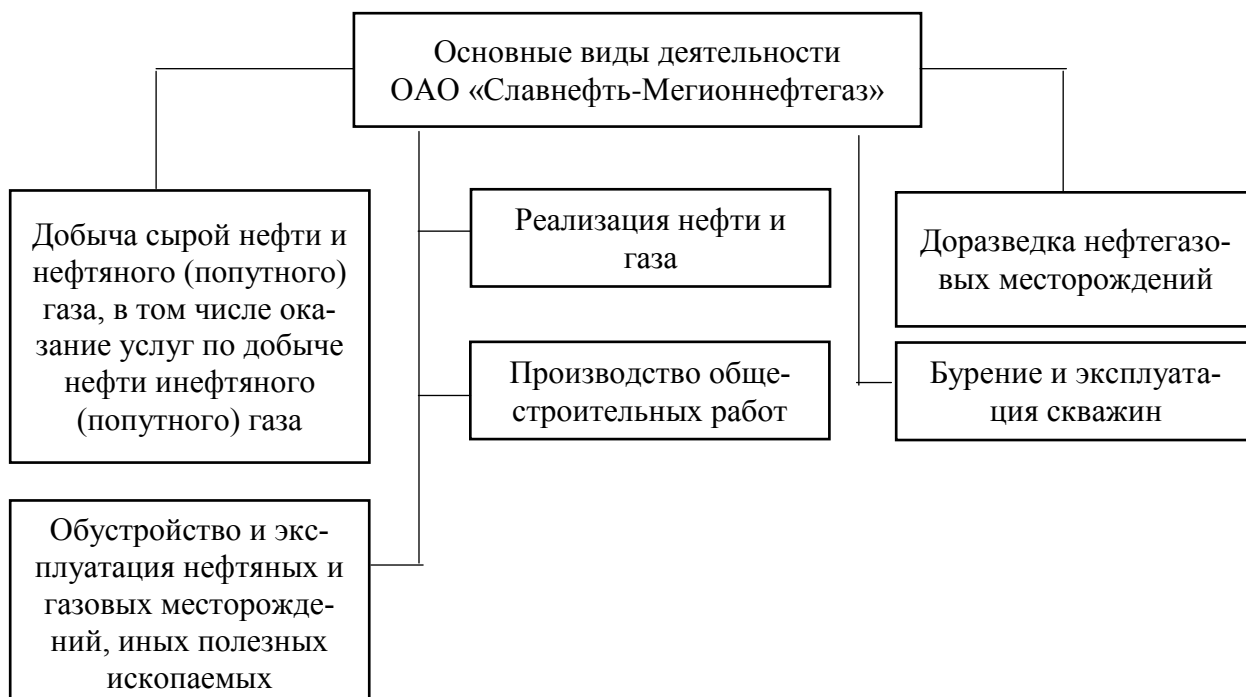 Основные виды деятельности
ОАО «Славнефть-Мегионнефтегаз»
Добыча сырой нефти и
нефтяного (попутного)
газа, в том числе ока-
зание услуг по добыче
нефти инефтяного
(попутного) газа
Реализация нефти и
газа
Доразведка нефтегазо-
вых месторождений
Производство обще-
строительных работ
Бурение и эксплуата-
ция скважин
Обустройство и экс-
плуатация нефтяных и
газовых месторожде-
ний, иных полезных
ископаемых